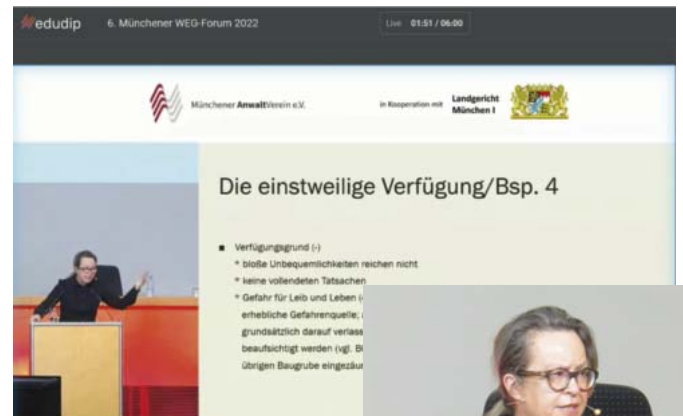 edudip
6. Münchener WEG-Forum 2022
Live 01:51 / 06:00
Münchener AnwaltVerein e.V.
in Kooperation mit
Landgericht
München I
Die einstweilige Verfügung/Bsp. 4
■ Verfügungsgrund (-)
* bloße Unbequemlichkeiten reichen nicht
* keine vollendeten Tatsachen
* Gefahr für Leib und Leben
erhebliche Gefahrenquelle;
grundsätzlich darauf
beaufsichtigt werden (vgl.
übrigen Baugrube